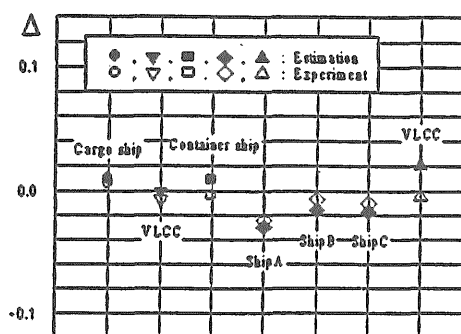 Δ
0.1
: Estimation
: Experiment
VLCC
Cargo ship
Container ship
0.0
VLCC
Ship A
Ship B
Ship C
-0.1